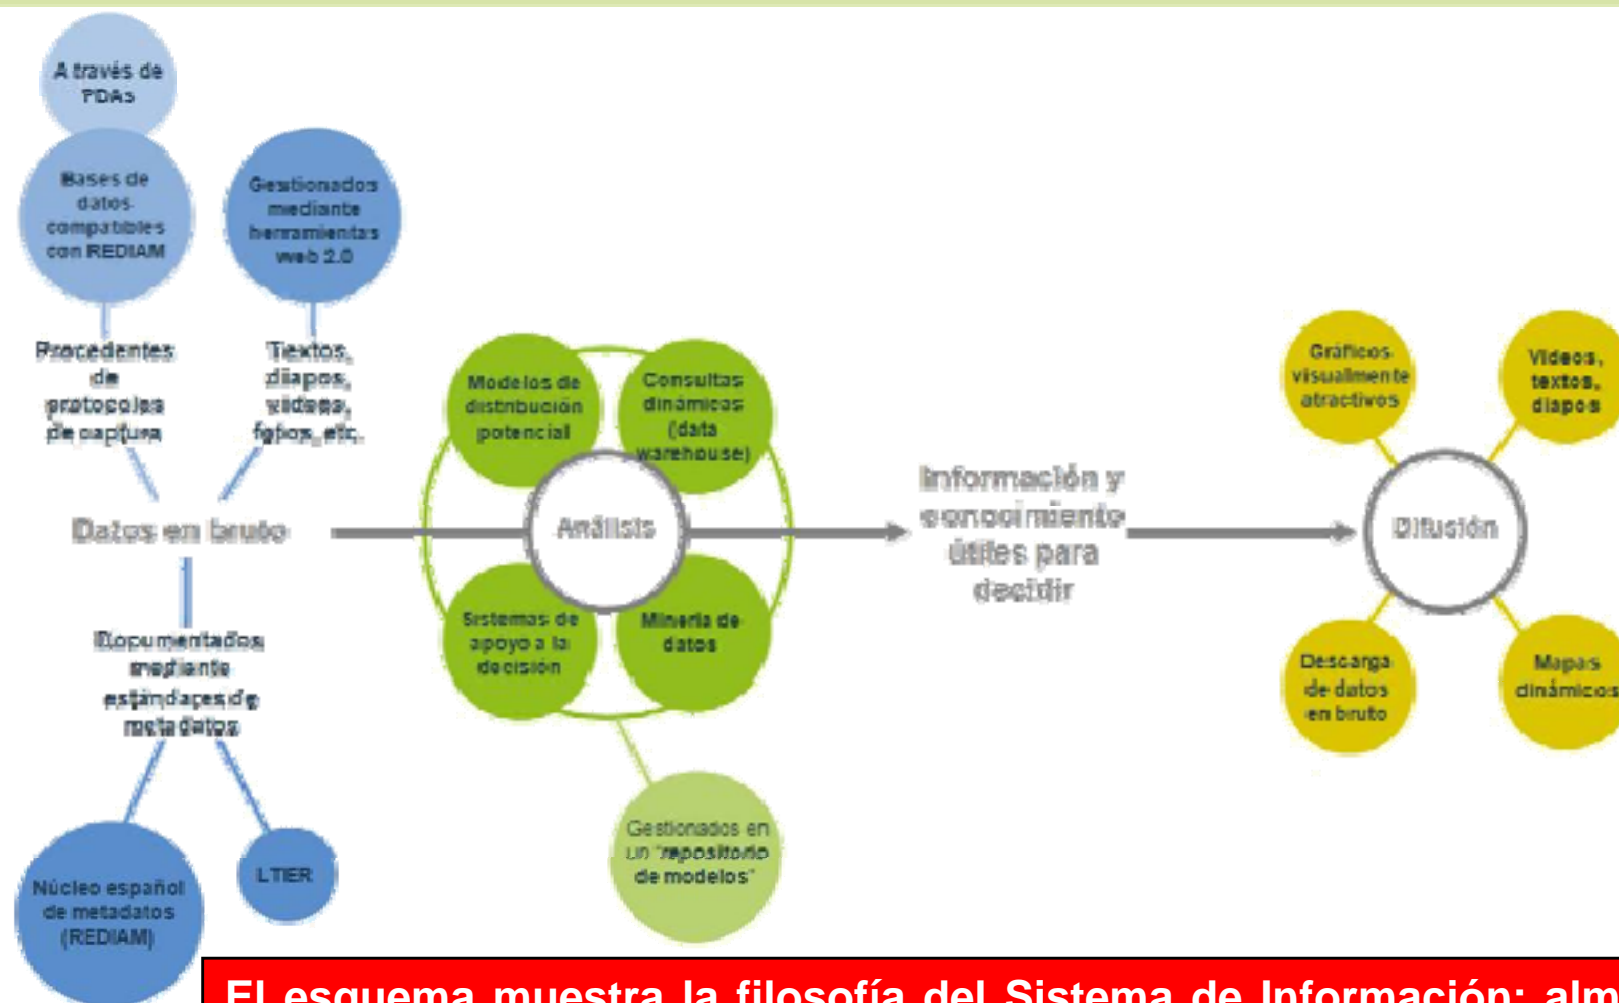 A través de
PDAs
Bases de
datos
compatibles
con REDIAM
Gestionados
mediante
herramientas
web 2.0
Procedentes
de
protocolos
de captura
Textos,
diapos,
vídeos,
fotos, etc.
Datos en bruto
Documentados
mediante
estándares de
metadatos
Núcleo español
de metadatos
(REDIAM)
LTER
Modelos de
distribución
potencial
Consultas
dinámicas
(data
warehouse)
Análisis
Sistemas de
apoyo a la
decisión
Minería de
datos
Gestionados en
un "repositorio
de modelos"
Información y
conocimiento
útiles para
decidir
Gráficos
visualmente
atractivos
Vídeos,
textos,
diapos
Difusión
Descarga
de datos
en bruto
Mapas
dinámicos
El esquema muestra la filosofía del Sistema de Información: alm